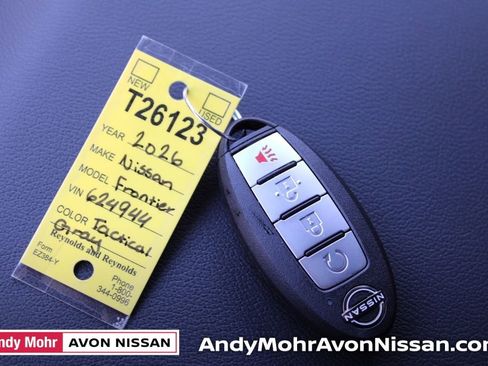 NEW
USED
T26123
YEAR 2026
MAKE Nissan
MODEL Frontier
VIN 624944
COLOR Tactical
Gray
Reynolds and Reynolds
Form
EZ384-Y
Phone
1-800-
344-0996
NISSAN
ndy Mohr AVON NISSAN
AndyMohrAvonNissan.com